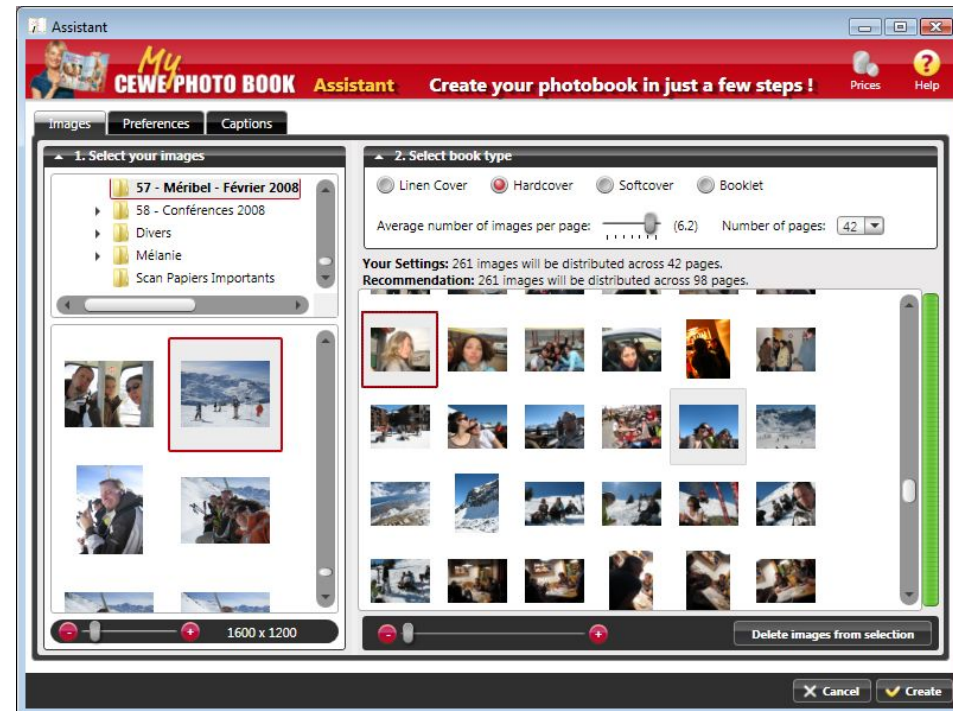 Assistant
My
CEWE PHOTO BOOK Assistant Create your photobook in just a few steps !
Prices
Help
Images Preferences Captions
1. Select your images
57 - Méribel - Février 2008
58 - Conférences 2008
Divers
Mélanie
Scan Papiers Importants
1600 x 1200
2. Select book type
Linen Cover Hardcover Softcover Booklet
Average number of images per page: (6.2) Number of pages: 42
Your Settings: 261 images will be distributed across 42 pages.
Recommendation: 261 images will be distributed across 98 pages.
Delete images from selection
Cancel Create